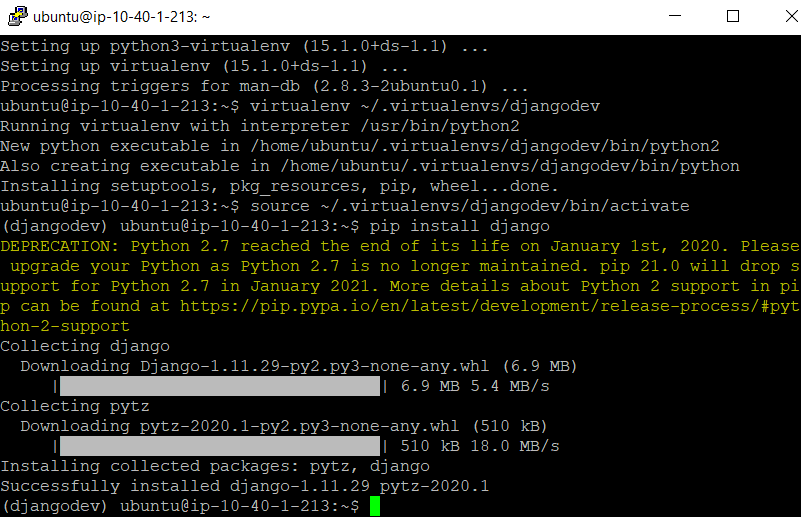 ubuntu@ip-10-40-1-213: ~
Setting up python3-virtualenv (15.1.0+ds-1.1) ...
Setting up virtualenv (15.1.0+ds-1.1) ...
Processing triggers for man-db (2.8.3-2ubuntu0.1) ...
ubuntu@ip-10-40-1-213:~$ virtualenv ~/.virtualenvs/djangodev
Running virtualenv with interpreter /usr/bin/python2
New python executable in /home/ubuntu/.virtualenvs/djangodev/bin/python2
Also creating executable in /home/ubuntu/.virtualenvs/djangodev/bin/python
Installing setuptools, pkg_resources, pip, wheel...done.
ubuntu@ip-10-40-1-213:~$ source ~/.virtualenvs/djangodev/bin/activate
(djangodev) ubuntu@ip-10-40-1-213:~$ pip install django
DEPRECATION: Python 2.7 reached the end of its life on January 1st, 2020. Please
 upgrade your Python as Python 2.7 is no longer maintained. pip 21.0 will drop s
upport for Python 2.7 in January 2021. More details about Python 2 support in pi
p can be found at https://pip.pypa.io/en/latest/development/release-process/#pyt
hon-2-support
Collecting django
  Downloading Django-1.11.29-py2.py3-none-any.whl (6.9 MB)
     |████████████████████████████████| 6.9 MB 5.4 MB/s
Collecting pytz
  Downloading pytz-2020.1-py2.py3-none-any.whl (510 kB)
     |████████████████████████████████| 510 kB 18.0 MB/s
Installing collected packages: pytz, django
Successfully installed django-1.11.29 pytz-2020.1
(djangodev) ubuntu@ip-10-40-1-213:~$